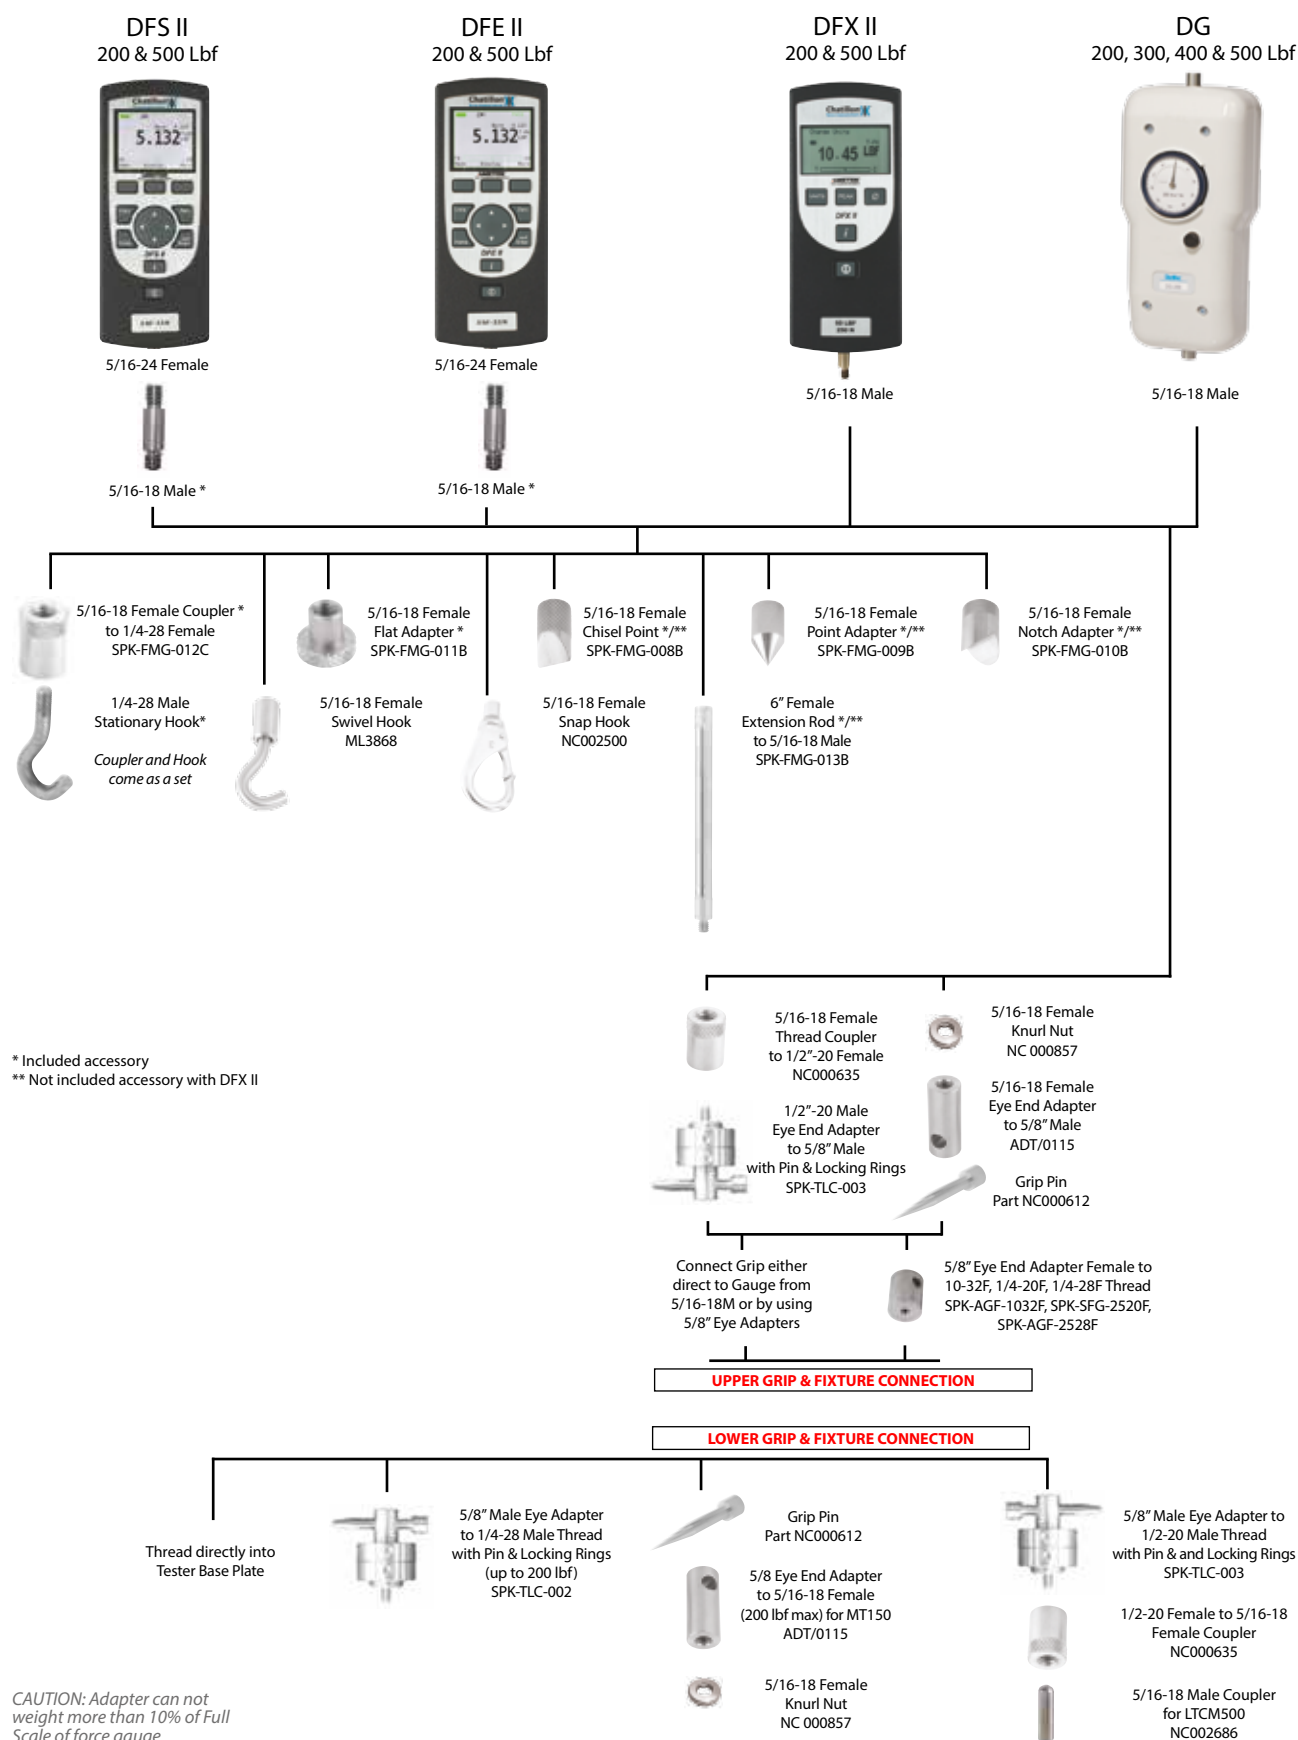 DFS II
200 & 500 Lbf
DFE II
200 & 500 Lbf
DFX II
200 & 500 Lbf
DG
200, 300, 400 & 500 Lbf
Chatillon
5.132
Chatillon
5.132
Chatillon
10.45 LBF
AMETEK
UNITS
PEAK
DFX II
5/16-24 Female
5/16-24 Female
5/16-18 Male
5/16-18 Male
5/16-18 Male *
5/16-18 Male *
5/16-18 Female Coupler *
to 1/4-28 Female
SPK-FMG-012C
5/16-18 Female
Flat Adapter *
SPK-FMG-011B
5/16-18 Female
Chisel Point */**
SPK-FMG-008B
5/16-18 Female
Point Adapter */**
SPK-FMG-009B
5/16-18 Female
Notch Adapter */**
SPK-FMG-010B
1/4-28 Male
Stationary Hook*
Coupler and Hook
come as a set
5/16-18 Female
Swivel Hook
ML3868
5/16-18 Female
Snap Hook
NC002500
6” Female
Extension Rod */**
to 5/16-18 Male
SPK-FMG-013B
* Included accessory
** Not included accessory with DFX II
5/16-18 Female
Thread Coupler
to 1/2”-20 Female
NC000635
5/16-18 Female
Knurl Nut
NC 000857
1/2”-20 Male
Eye End Adapter
to 5/8” Male
with Pin & Locking Rings
SPK-TLC-003
5/16-18 Female
Eye End Adapter
to 5/8” Male
ADT/0115
Grip Pin
Part NC000612
Connect Grip either
direct to Gauge from
5/16-18M or by using
5/8” Eye Adapters
5/8” Eye End Adapter Female to
10-32F, 1/4-20F, 1/4-28F Thread
SPK-AGF-1032F, SPK-SFG-2520F,
SPK-AGF-2528F
UPPER GRIP & FIXTURE CONNECTION
LOWER GRIP & FIXTURE CONNECTION
Thread directly into
Tester Base Plate
5/8” Male Eye Adapter
to 1/4-28 Male Thread
with Pin & Locking Rings
(up to 200 lbf)
SPK-TLC-002
Grip Pin
Part NC000612
5/8 Eye End Adapter
to 5/16-18 Female
(200 lbf max) for MT150
ADT/0115
5/16-18 Female
Knurl Nut
NC 000857
5/8” Male Eye Adapter to
1/2-20 Male Thread
with Pin & and Locking Rings
SPK-TLC-003
1/2-20 Female to 5/16-18
Female Coupler
NC000635
5/16-18 Male Coupler
for LTCM500
NC002686
CAUTION: Adapter can not
weight more than 10% of Full
Scale of force gauge